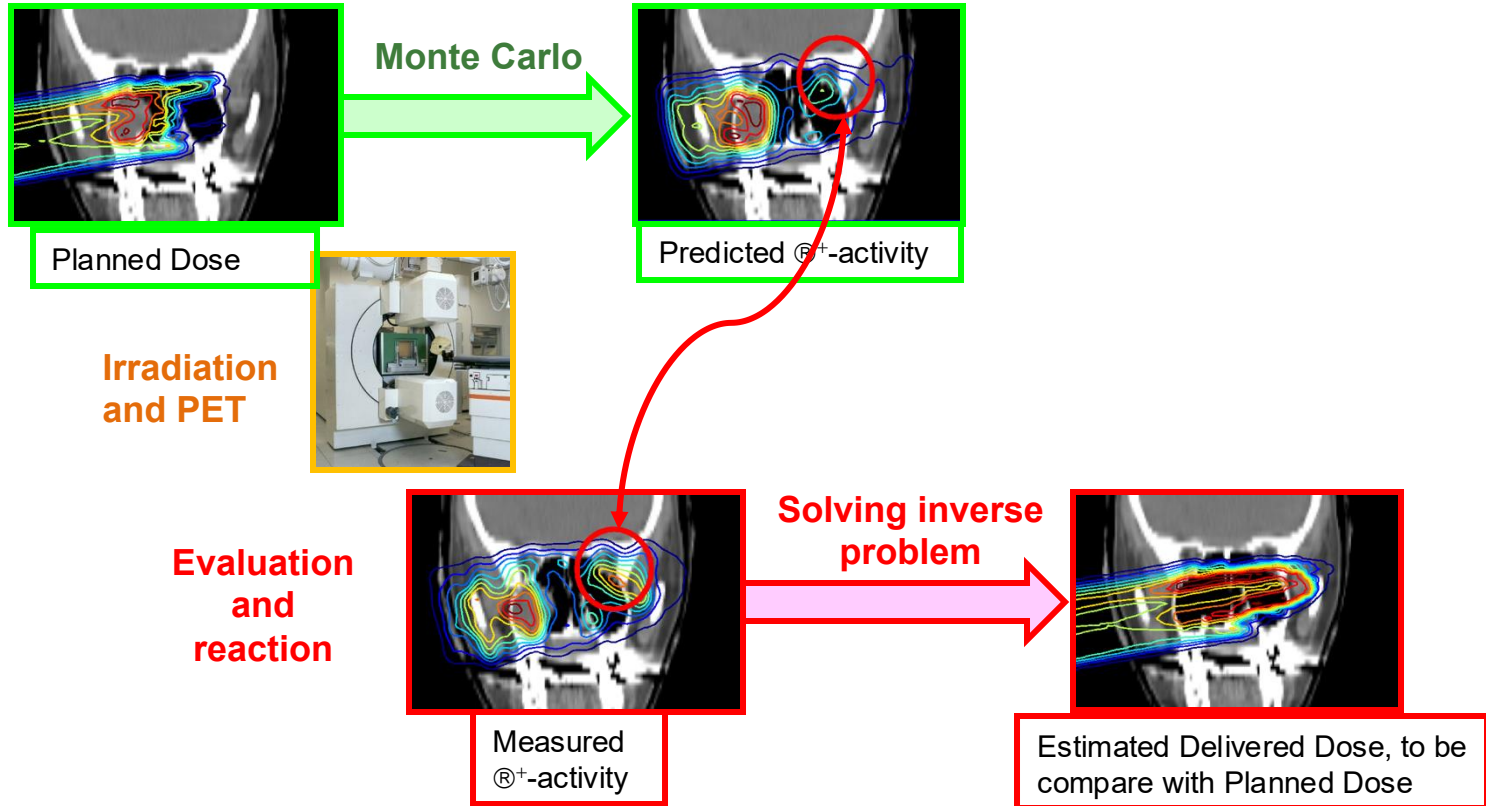 Monte Carlo
Planned Dose
Predicted ®⁺-activity
Irradiation
and PET
Evaluation
and
reaction
Solving inverse
problem
Measured
®⁺-activity
Estimated Delivered Dose, to be
compare with Planned Dose